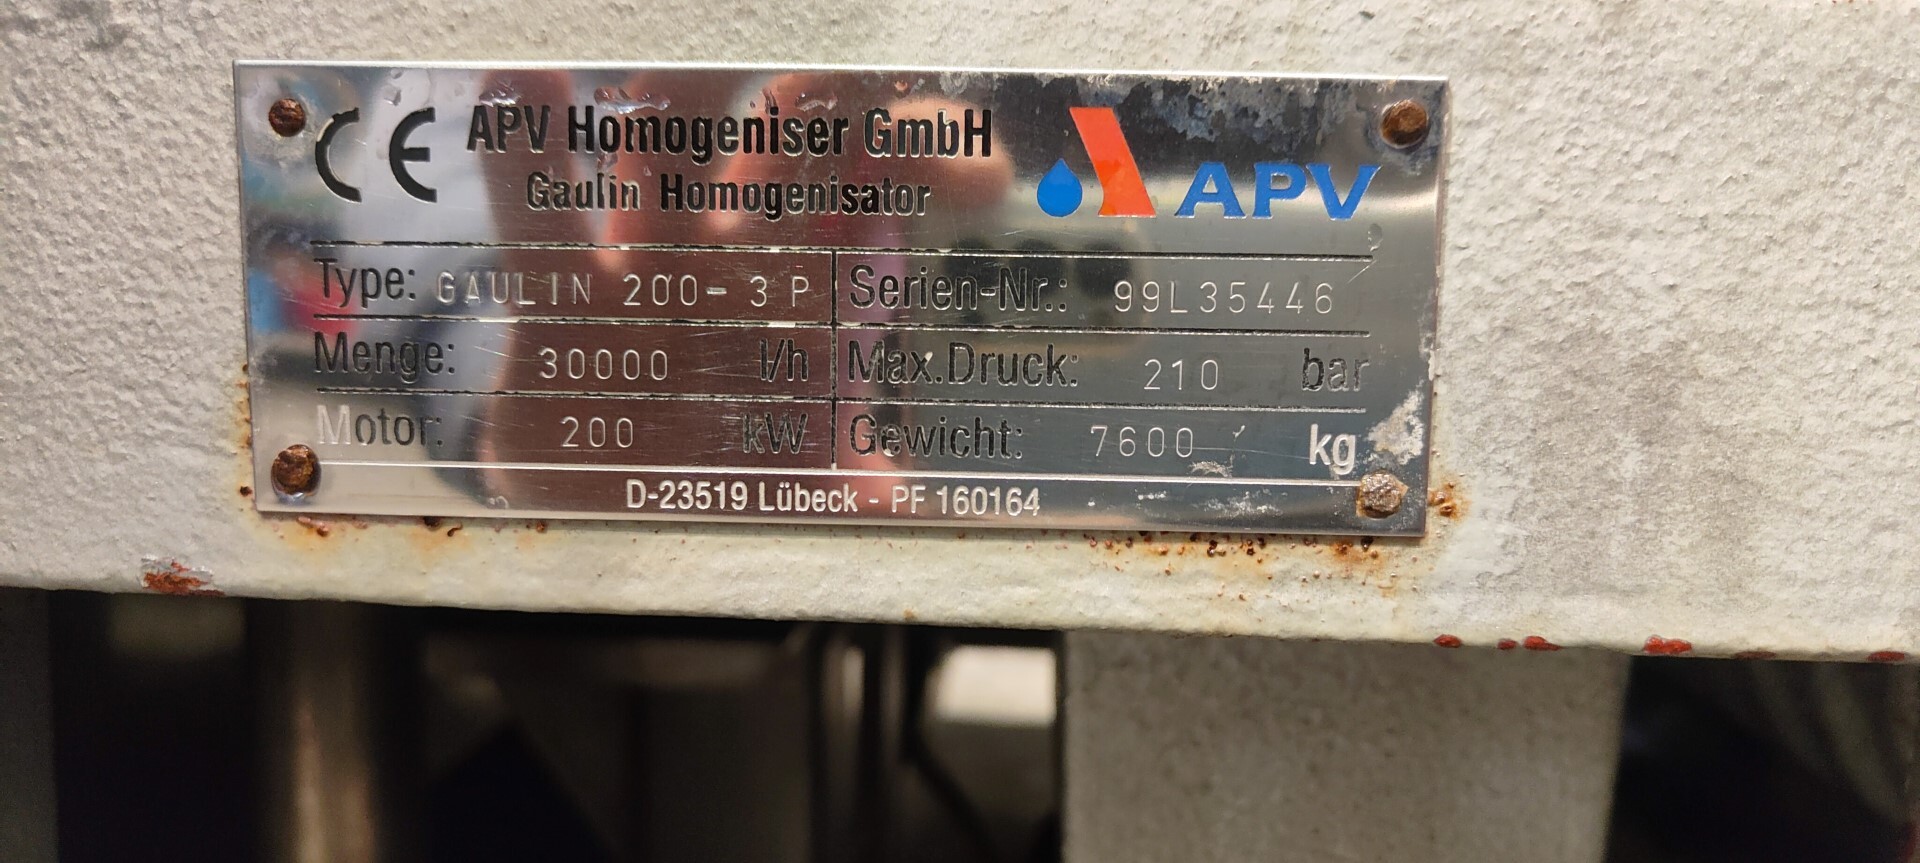 CE APV Homogeniser GmbH
Gaulin Homogenisator
APV
Type: GAULIN 200-3 P Serien-Nr.: 99L35446
Menge: 30000 l/h Max.Druck: 210 bar
Motor: 200 kW Gewicht: 7600 kg
D-23519 Lübeck - PF 160164